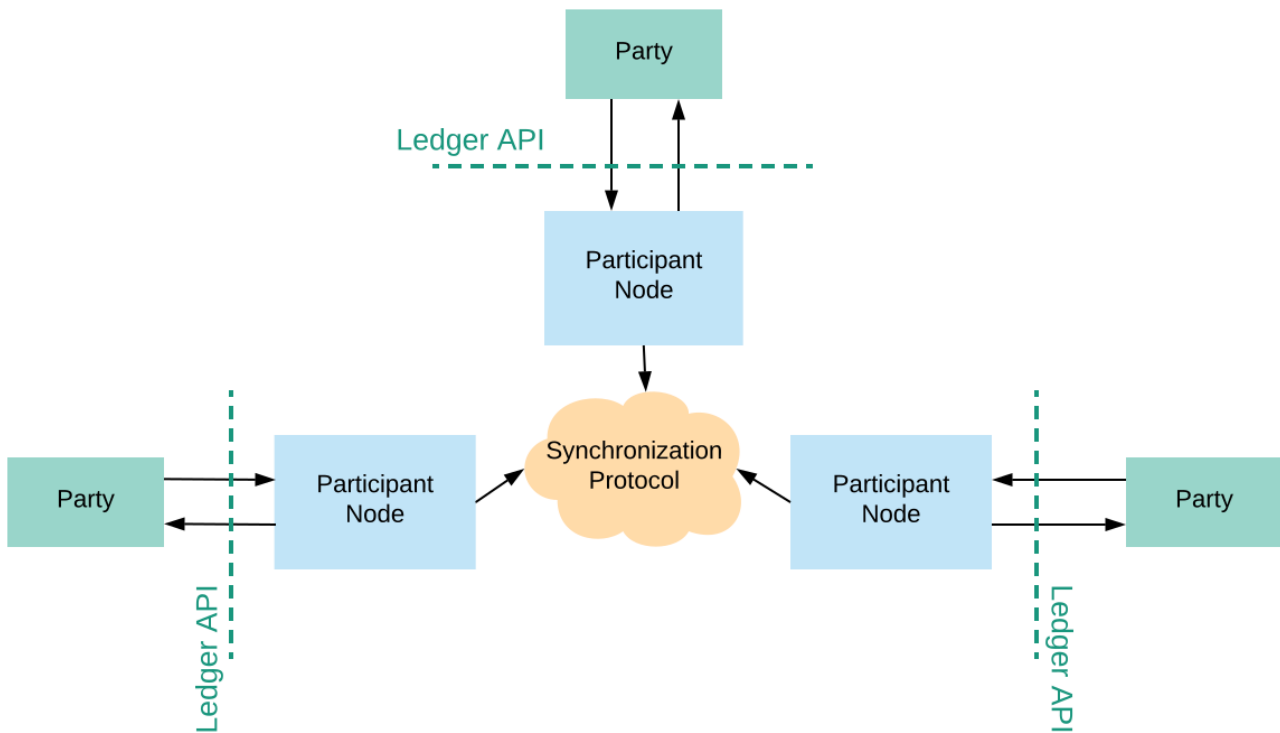 Party
Ledger API
Participant
Node
Synchronization
Protocol
Party
Participant
Node
Ledger API
Participant
Node
Party
Ledger API